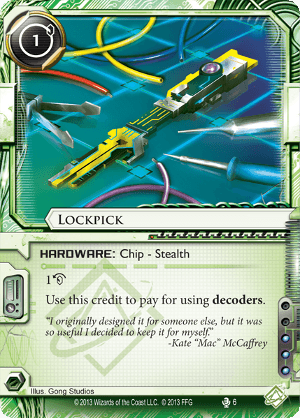 1
LOCKPICK
HARDWARE: Chip - Stealth
1
Use this credit to pay for using decoders.
"I originally designed it for someone else, but it was
so useful I decided to keep it for myself."
-Kate "Mac" McCaffrey
Illus. Gong Studios
© 2013 Wizards of the Coast LLC. © 2013 FFG 6